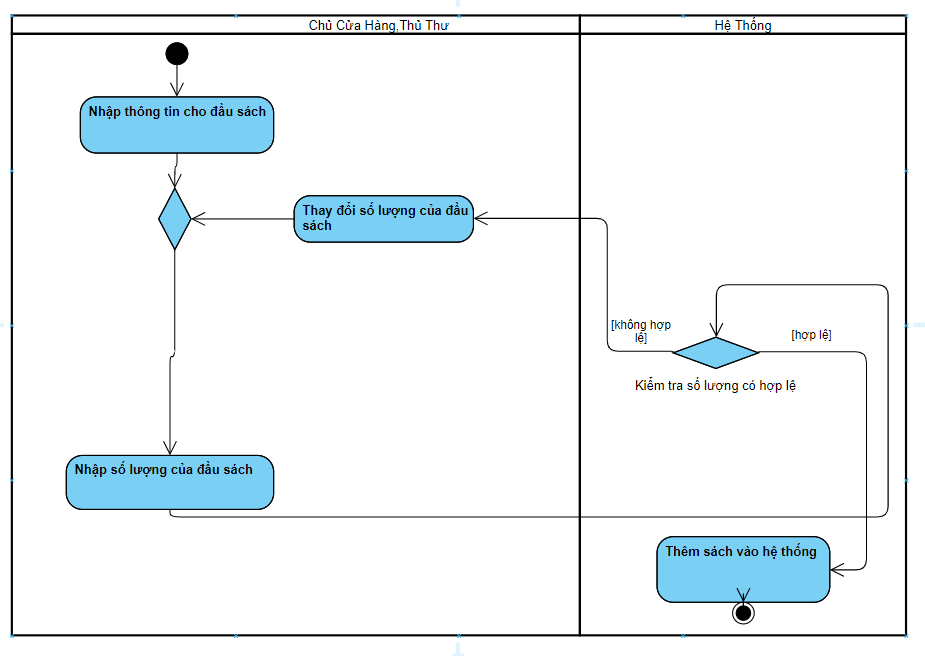 Chủ Cửa Hàng,Thủ Thư
Hệ Thống
Nhập thông tin cho đầu sách
Thay đổi số lượng của đầu
sách
[không hợp
lệ]
[hợp lệ]
Kiểm tra số lượng có hợp lệ
Nhập số lượng của đầu sách
Thêm sách vào hệ thống